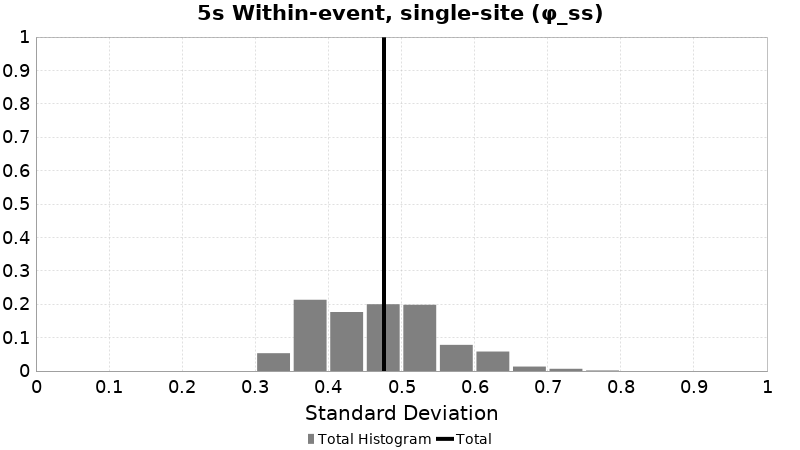 5s Within-event, single-site (φ_ss)
1
0.9
0.8
0.7
0.6
0.5
0.4
0.3
0.2
0.1
0
0 0.1 0.2 0.3 0.4 0.5 0.6 0.7 0.8 0.9 1
Standard Deviation
Total Histogram Total